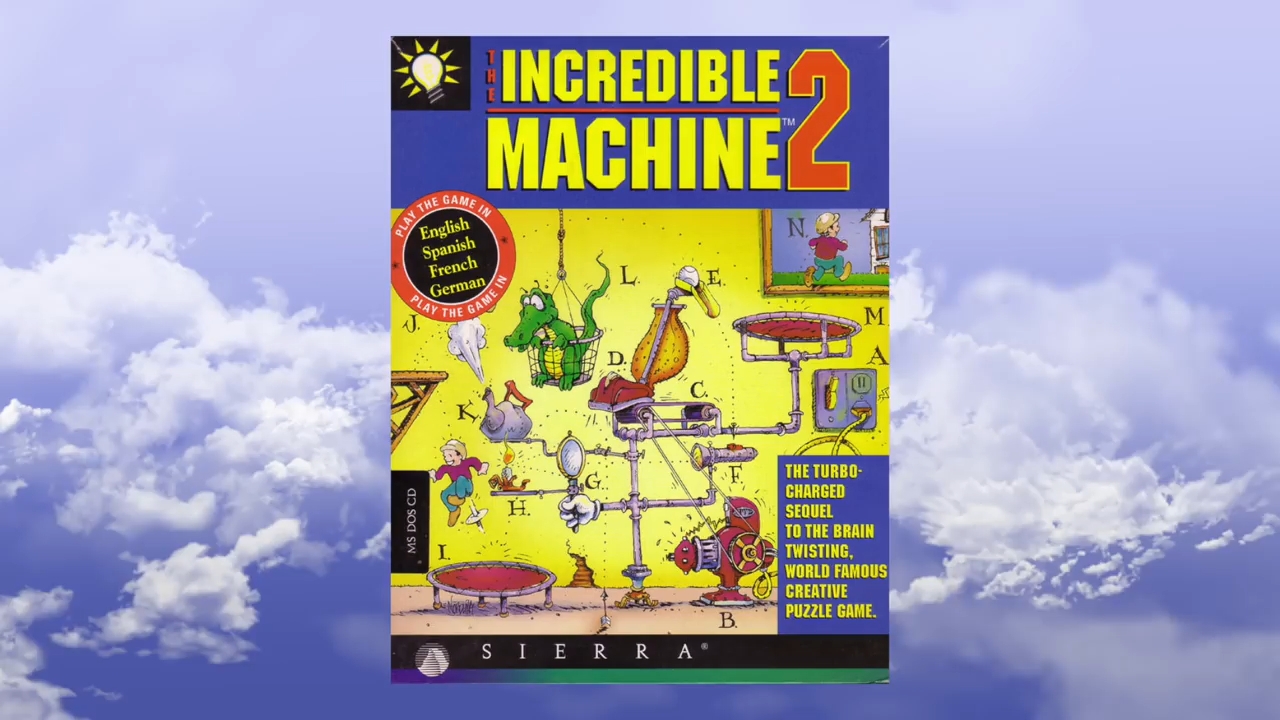 THE
INCREDIBLE
MACHINE™
2
PLAY THE GAME IN
English
Spanish
French
German
PLAY THE GAME IN
N.
L.
E.
J.
M
D.
A
C.
K.
F
G.
H.
MS DOS CD
I.
B.
THE TURBO-
CHARGED
SEQUEL
TO THE BRAIN
TWISTING,
WORLD FAMOUS
CREATIVE
PUZZLE GAME.
SIERRA®